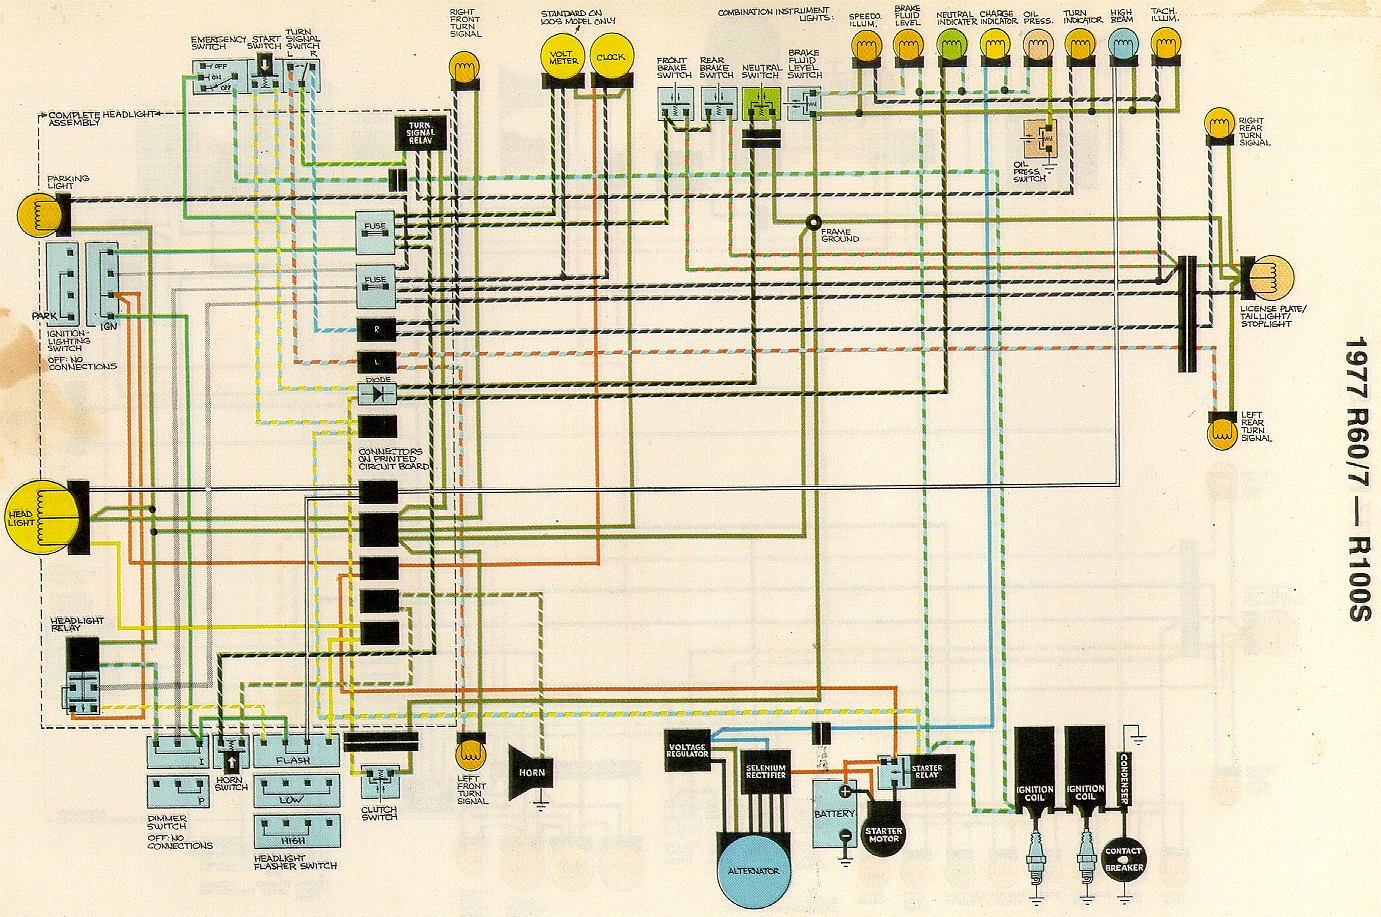 EMERGENCY
SWITCH
START
SWITCH
TURN
SIGNAL
SWITCH
L R
OFF
ON
OFF
RIGHT
FRONT
TURN
SIGNAL
STANDARD ON
100S MODEL ONLY
VOLT
METER
CLOCK
COMBINATION INSTRUMENT
LIGHTS:
SPEEDO.
ILLUM.
BRAKE
FLUID
LEVEL
NEUTRAL
INDICATER
CHARGE
INDICATOR
OIL
PRESS.
TURN
INDICATOR
HIGH
BEAM
TACH.
ILLUM.
FRONT
BRAKE
SWITCH
REAR
BRAKE
SWITCH
NEUTRAL
SWITCH
BRAKE
FLUID
LEVEL
SWITCH
COMPLETE HEADLIGHT
ASSEMBLY
TURN
SIGNAL
RELAY
RIGHT
REAR
TURN
SIGNAL
OIL
PRESS.
SWITCH
PARKING
LIGHT
FUSE
FRAME
GROUND
FUSE
PARK
IGN
IGNITION-
LIGHTING
SWITCH
OFF: NO
CONNECTIONS
R
L
DIODE
LICENSE PLATE/
TAILLIGHT/
STOPLIGHT
1977 R60/7 — R100S
LEFT
REAR
TURN
SIGNAL
CONNECTORS
ON PRINTED
CIRCUIT BOARD
HEAD
LIGHT
HEADLIGHT
RELAY
I
P
DIMMER
SWITCH
OFF: NO
CONNECTIONS
HORN
SWITCH
FLASH
LOW
HIGH
HEADLIGHT
FLASHER SWITCH
CLUTCH
SWITCH
LEFT
FRONT
TURN
SIGNAL
HORN
VOLTAGE
REGULATOR
SELENIUM
RECTIFIER
ALTERNATOR
BATTERY
STARTER
RELAY
STARTER
MOTOR
IGNITION
COIL
IGNITION
COIL
CONDENSER
CONTACT
BREAKER